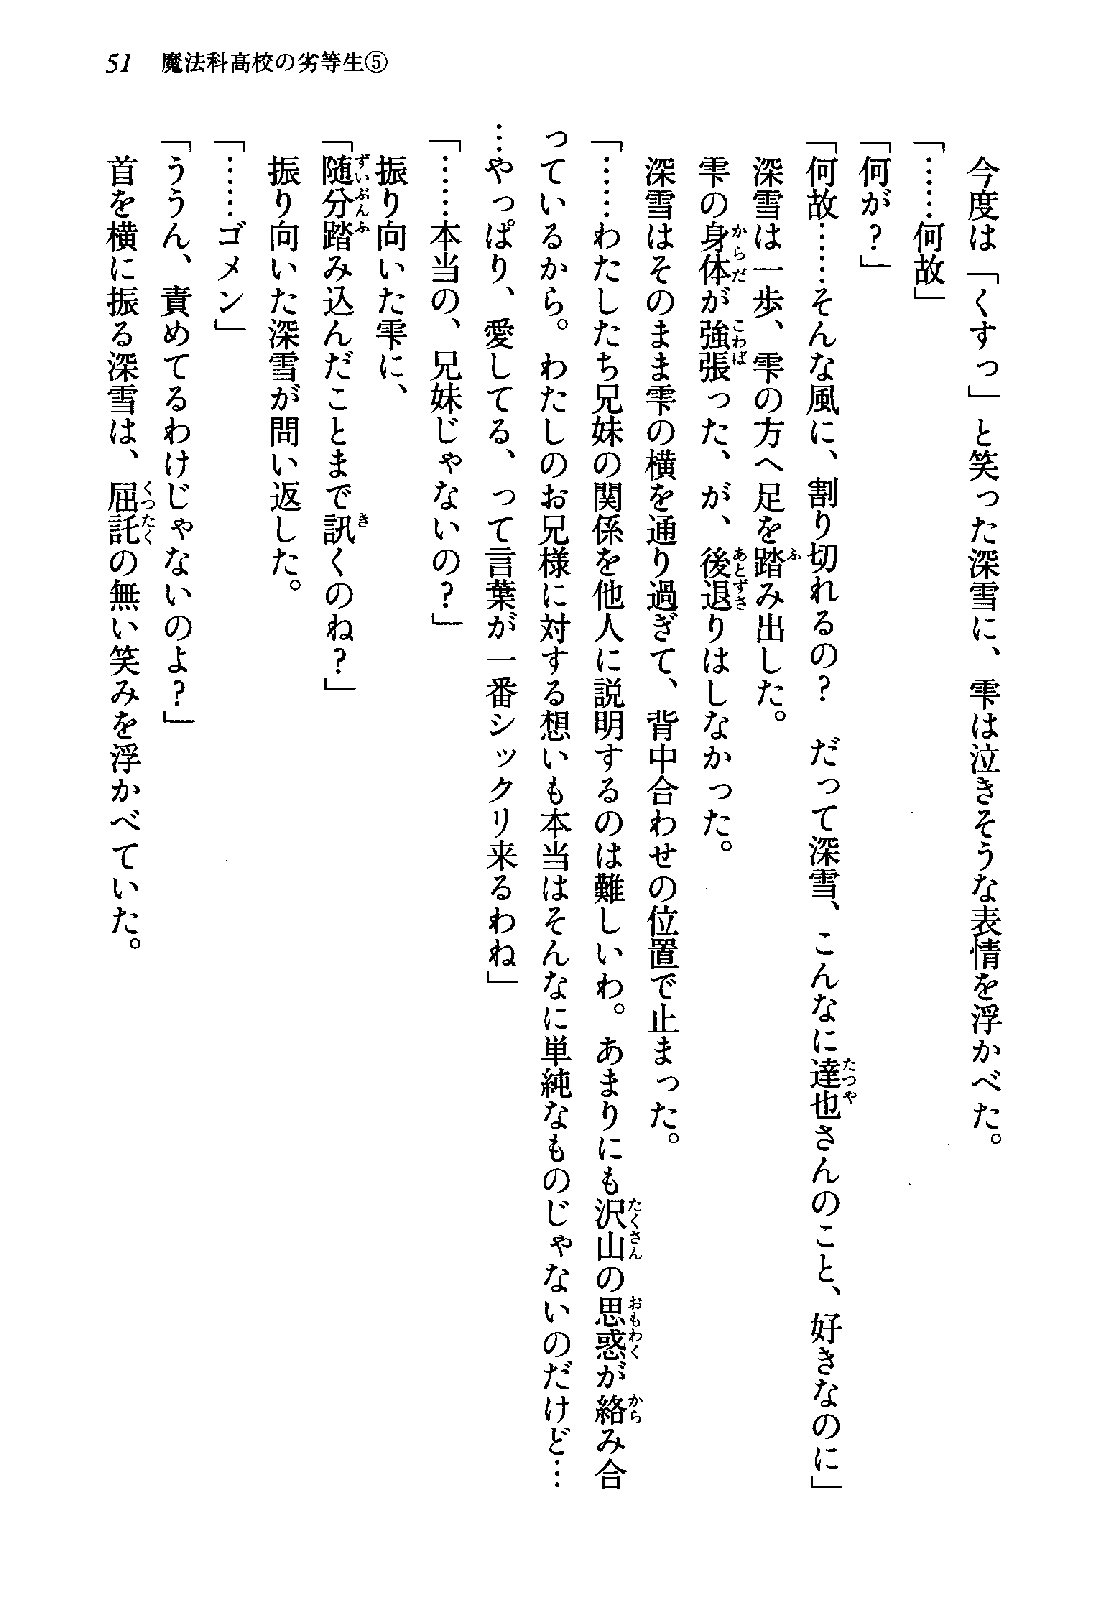 51 魔法科高校の劣等生⑤
今度は「くすっ」と笑った深雪に、雫は泣きそうな表情を浮かべた。
「……何故」
「何が？」
「何故……そんな風に、割り切れるの？　だって深雪、こんなに達也さんのこと、好きなのに」
深雪は一歩、雫の方へ足を踏み出した。
雫の身体が強張った、が、後退りはしなかった。
深雪はそのまま雫の横を通り過ぎて、背中合わせの位置で止まった。
「……わたしたち兄妹の関係を他人に説明するのは難しいわ。あまりにも沢山の思惑が絡み合
っているから。わたしのお兄様に対する想いも本当はそんなに単純なものじゃないのだけど…
…やっぱり、愛してる、って言葉が一番シックリ来るわね」
「……本当の、兄妹じゃないの？」
振り向いた雫に、
「随分踏み込んだことまで訊くのね？」
振り向いた深雪が問い返した。
「……ゴメン」
「ううん、責めてるわけじゃないのよ？」
首を横に振る深雪は、屈託の無い笑みを浮かべていた。